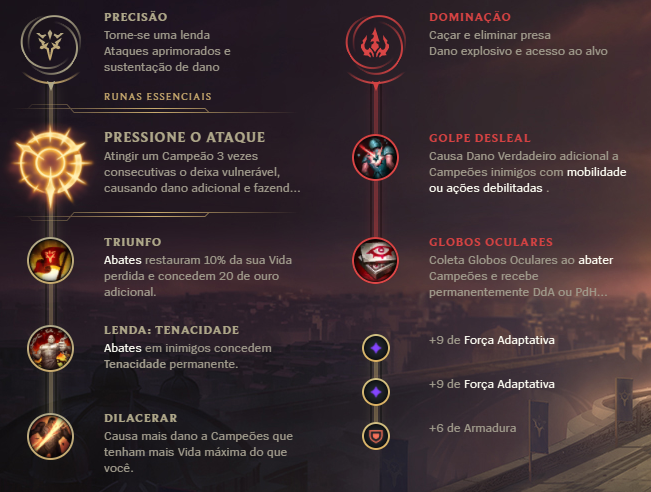 PRECISÃO
Torne-se uma lenda
Ataques aprimorados e
sustentação de dano
RUNAS ESSENCIAIS
PRESSIONE O ATAQUE
Atingir um Campeão 3 vezes
consecutivas o deixa vulnerável,
causando dano adicional e fazend...
TRIUNFO
Abates restauram 10% da sua Vida
perdida e concedem 20 de ouro
adicional.
LENDA: TENACIDADE
Abates em inimigos concedem
Tenacidade permanente.
DILACERAR
Causa mais dano a Campeões que
tenham mais Vida máxima do que
você.
DOMINAÇÃO
Caçar e eliminar presa
Dano explosivo e acesso ao alvo
GOLPE DESLEAL
Causa Dano Verdadeiro adicional a
Campeões inimigos com mobilidade
ou ações debilitadas .
GLOBOS OCULARES
Coleta Globos Oculares ao abater
Campeões e recebe
permanentemente DdA ou PdH...
+9 de Força Adaptativa
+9 de Força Adaptativa
+6 de Armadura